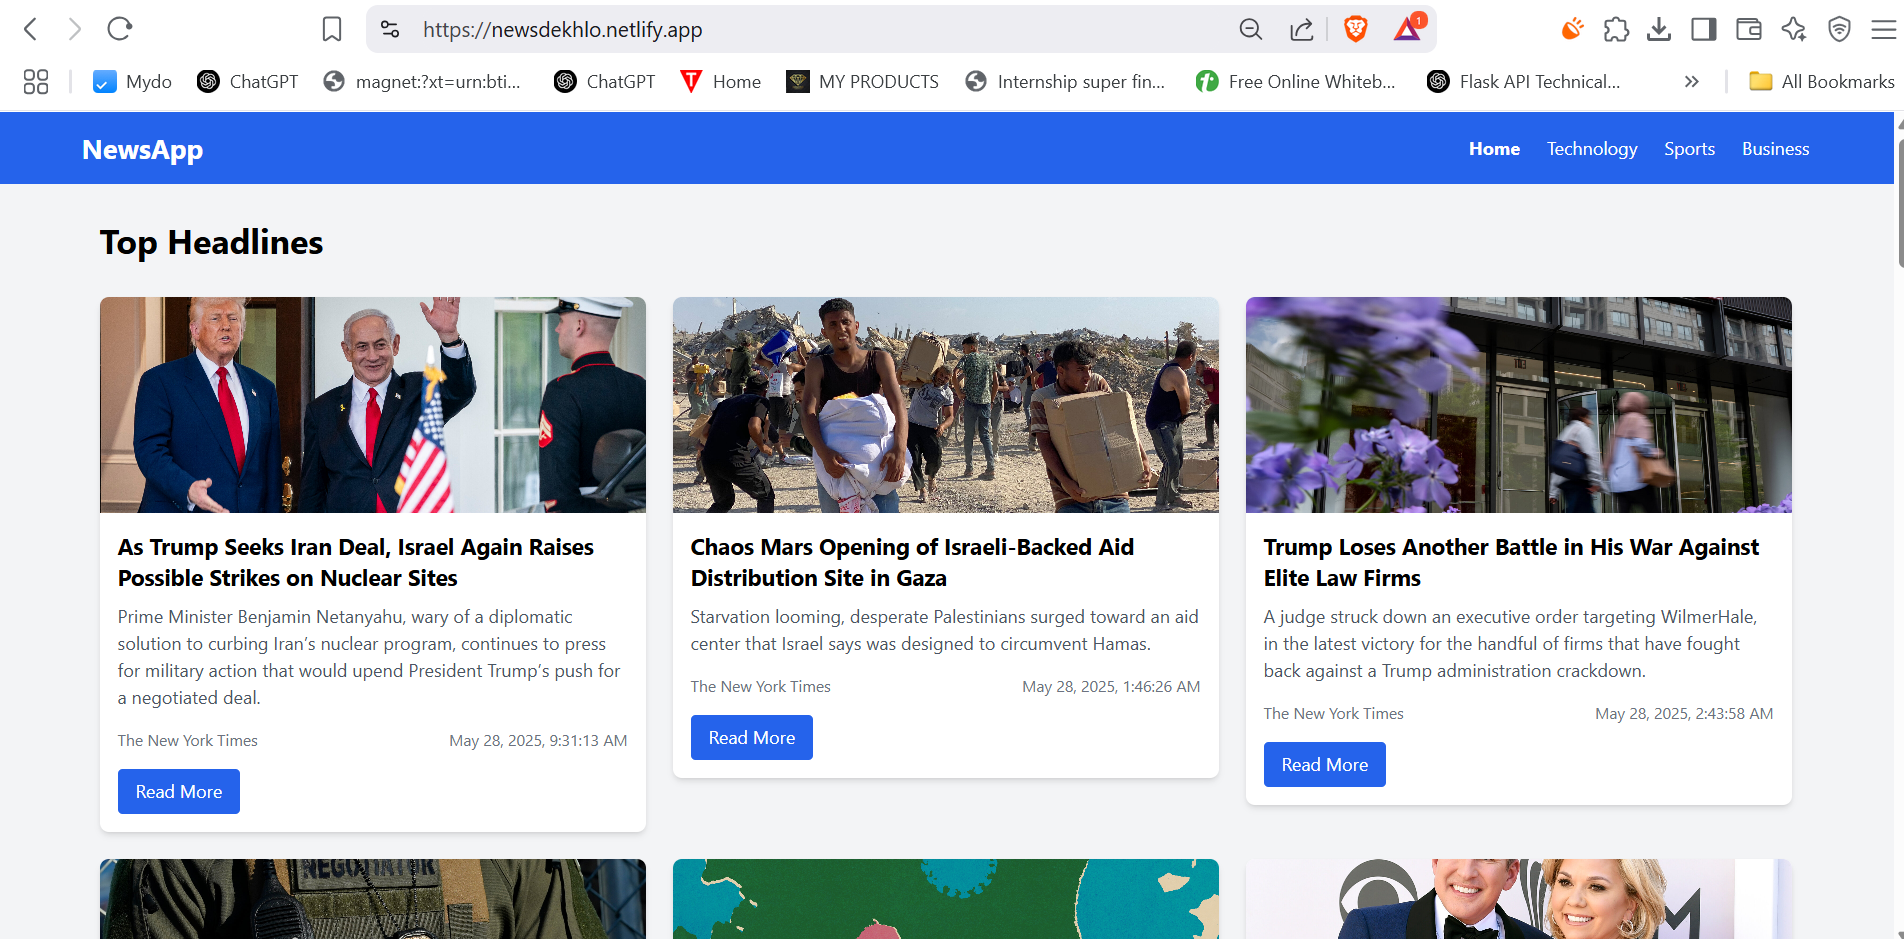 https://newsdekhlo.netlify.app
1
Mydo
ChatGPT
magnet:?xt=urn:bti...
ChatGPT
Home
MY PRODUCTS
Internship super fin...
Free Online Whiteb...
Flask API Technical...
»
All Bookmarks
NewsApp
Home
Technology
Sports
Business
Top Headlines
As Trump Seeks Iran Deal, Israel Again Raises
Possible Strikes on Nuclear Sites
Prime Minister Benjamin Netanyahu, wary of a diplomatic
solution to curbing Iran’s nuclear program, continues to press
for military action that would upend President Trump’s push for
a negotiated deal.
The New York Times
May 28, 2025, 9:31:13 AM
Read More
Chaos Mars Opening of Israeli-Backed Aid
Distribution Site in Gaza
Starvation looming, desperate Palestinians surged toward an aid
center that Israel says was designed to circumvent Hamas.
The New York Times
May 28, 2025, 1:46:26 AM
Read More
Trump Loses Another Battle in His War Against
Elite Law Firms
A judge struck down an executive order targeting WilmerHale,
in the latest victory for the handful of firms that have fought
back against a Trump administration crackdown.
The New York Times
May 28, 2025, 2:43:58 AM
Read More
NEGOTIATOR